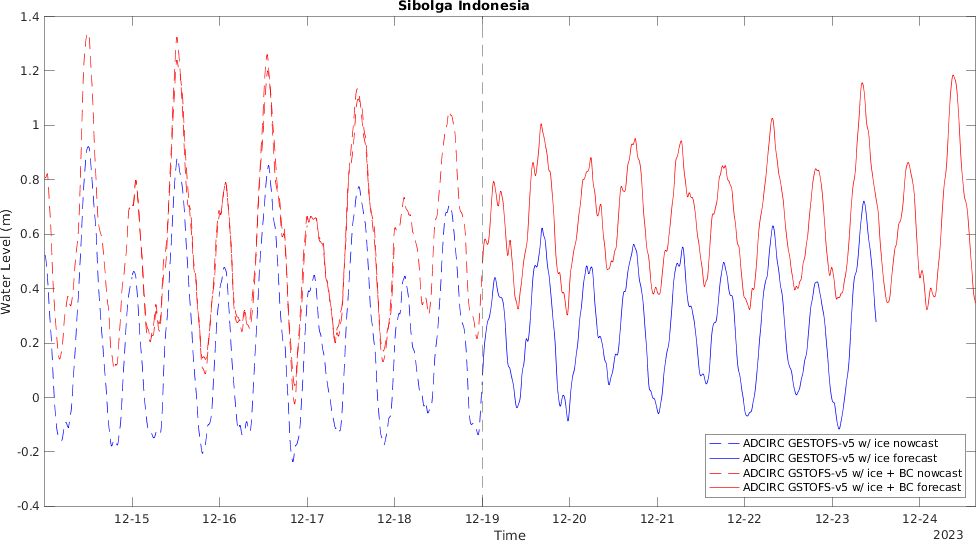 Sibolga Indonesia
1.4
1.2
1
0.8
0.6
0.4
0.2
0
-0.2
-0.4
Water Level (m)
ADCIRC GESTOFS-v5 w/ ice nowcast
ADCIRC GESTOFS-v5 w/ ice forecast
ADCIRC GSTOFS-v5 w/ ice + BC nowcast
ADCIRC GSTOFS-v5 w/ ice + BC forecast
12-15 12-16 12-17 12-18 12-19 12-20 12-21 12-22 12-23 12-24
Time
2023